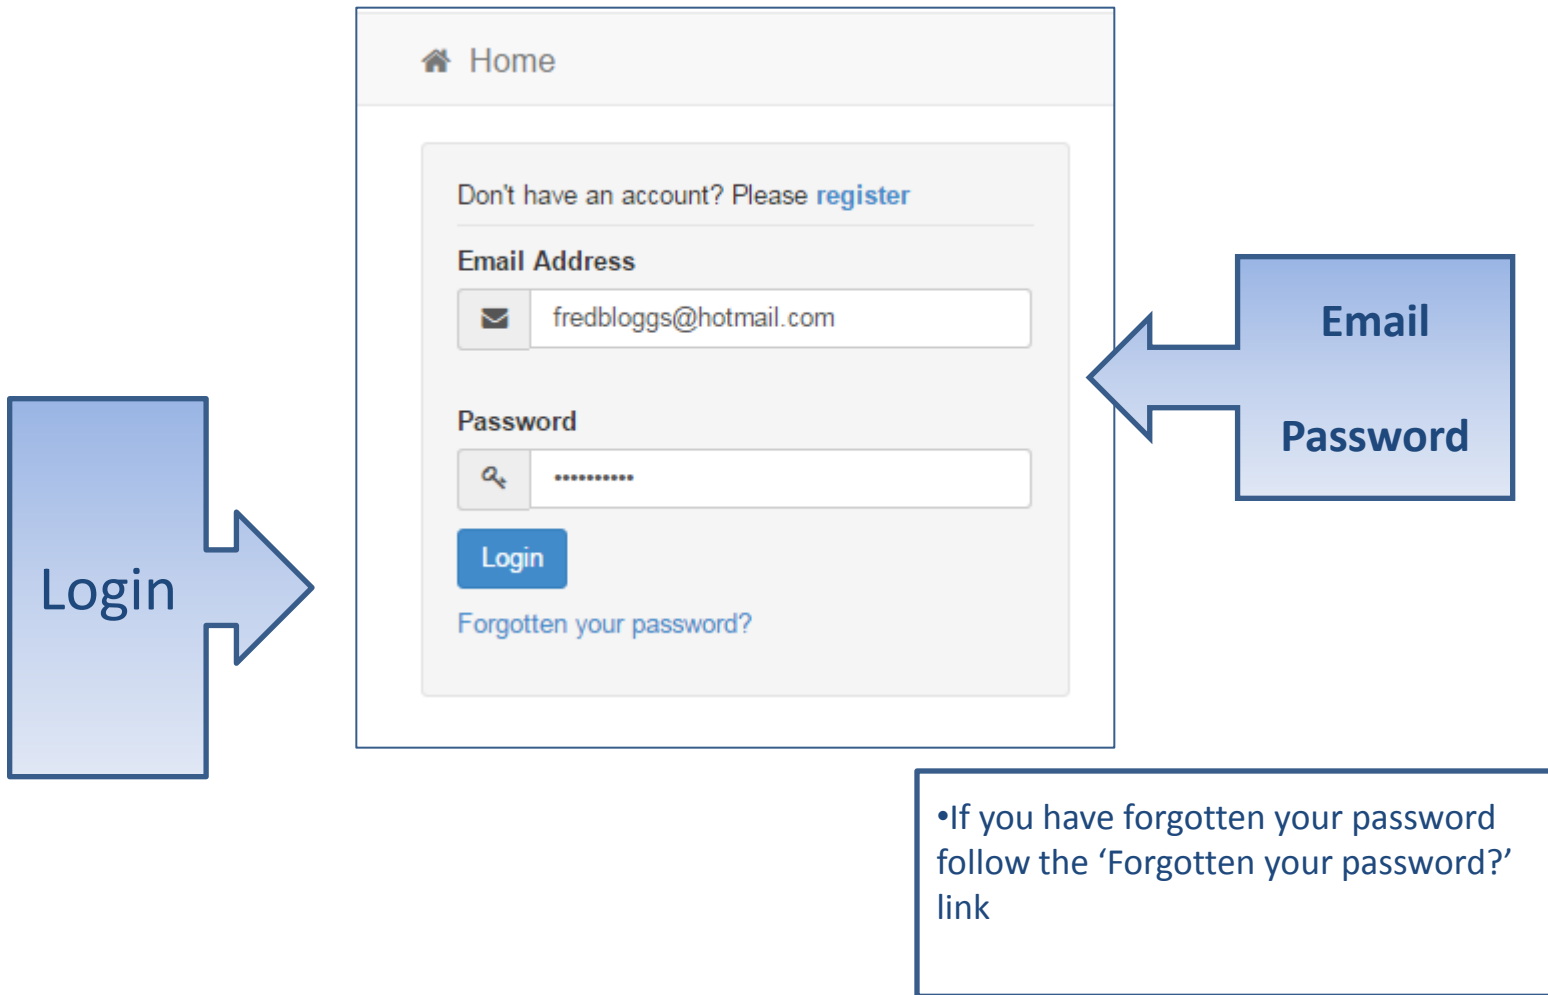 Home
Don't have an account? Please register
Email Address
fredbloggs@hotmail.com
Password
••••••••••
Login
Forgotten your password?
Login
Email
Password
•If you have forgotten your password
follow the ‘Forgotten your password?’
link